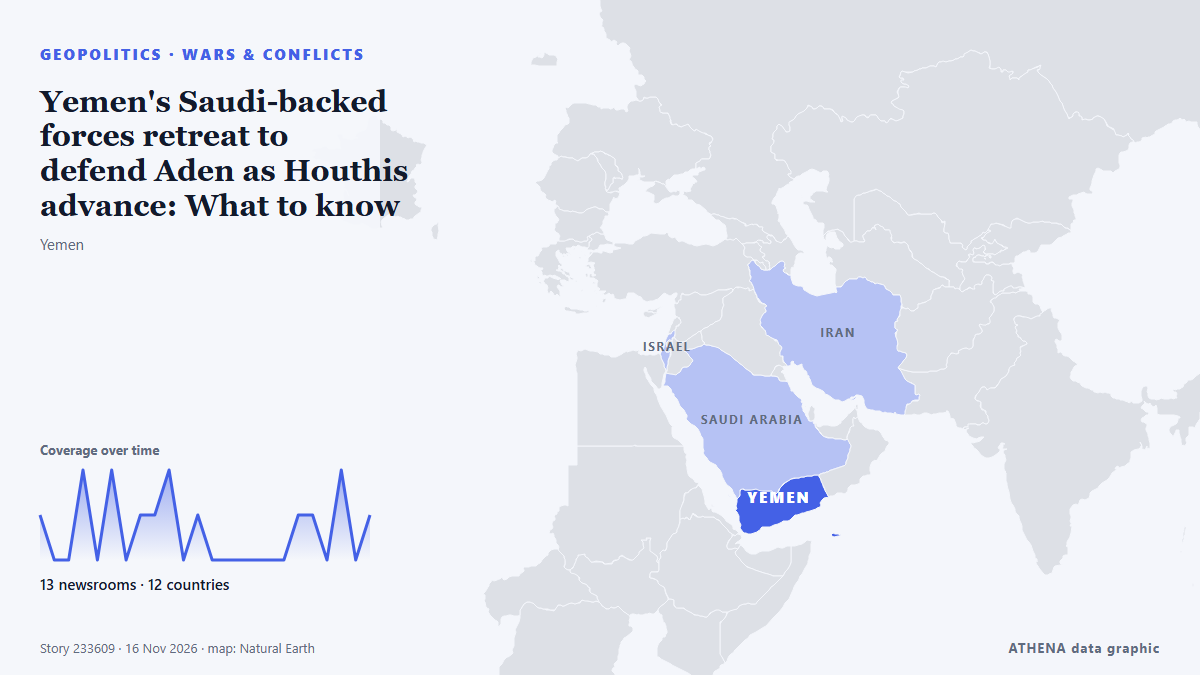 GEOPOLITICS · WARS & CONFLICTS
Yemen's Saudi-backed
forces retreat to
defend Aden as Houthis
advance: What to know
Yemen
ISRAEL
IRAN
SAUDI ARABIA
YEMEN
Coverage over time
13 newsrooms · 12 countries
Story 233609 · 16 Nov 2026 · map: Natural Earth
ATHENA data graphic